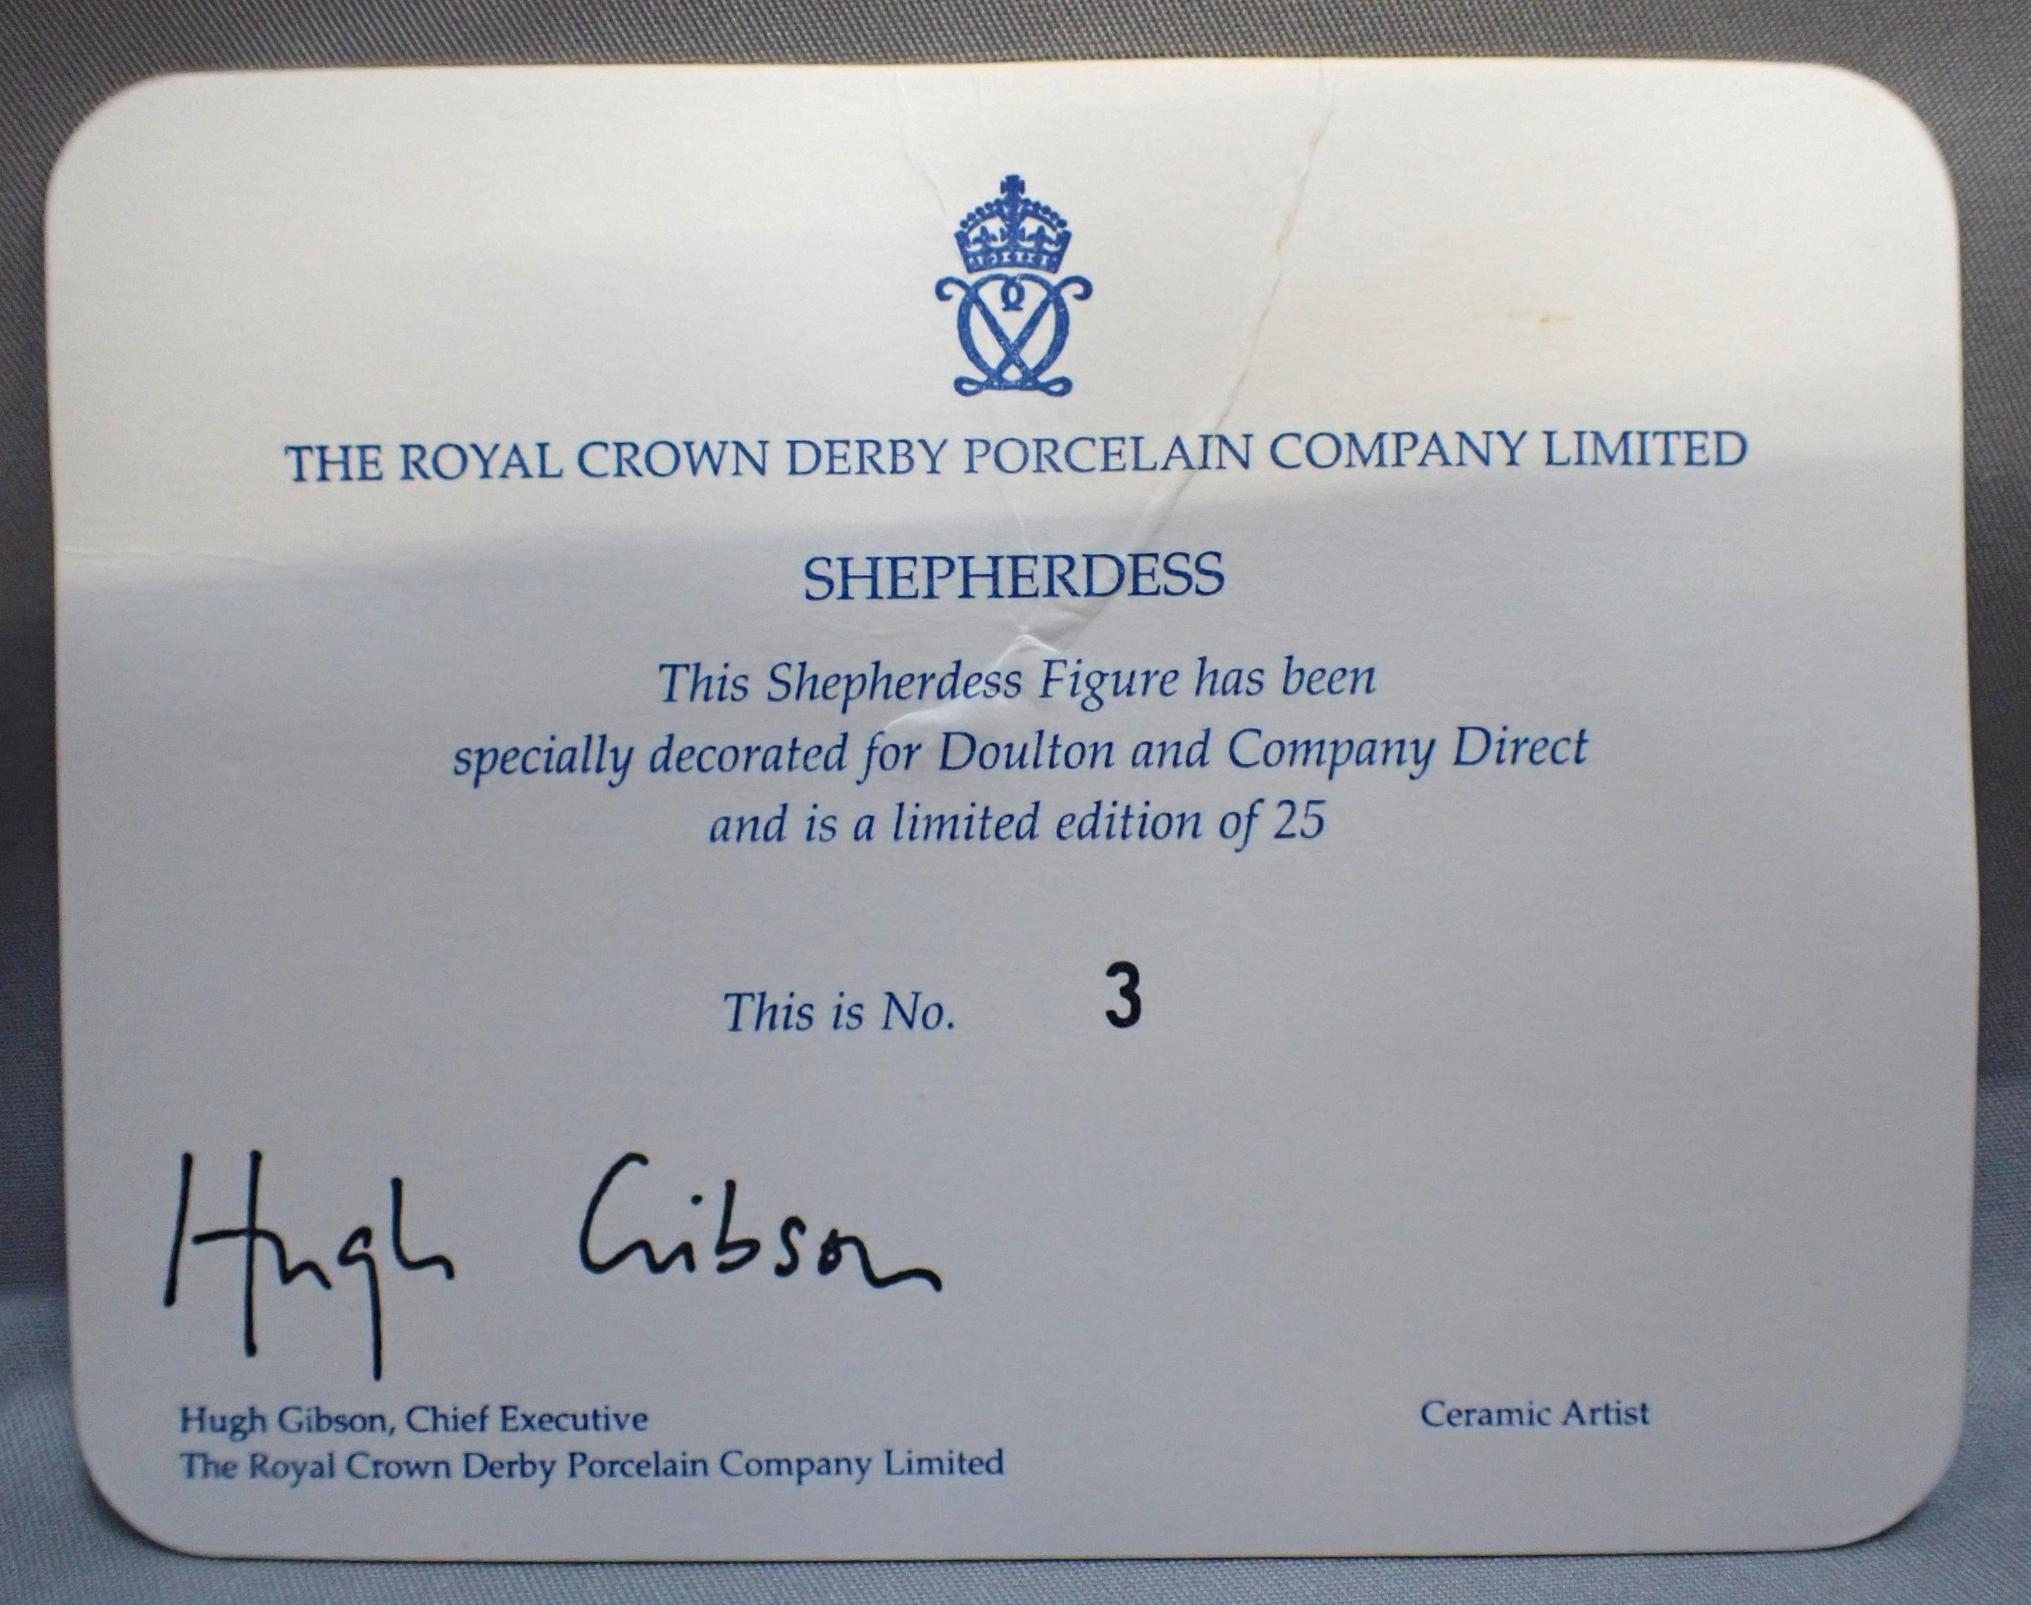 THE ROYAL CROWN DERBY PORCELAIN COMPANY LIMITED
SHEPHERDESS
This Shepherdess Figure has been
specially decorated for Doulton and Company Direct
and is a limited edition of 25
This is No. 3
Hugh Gibson
Hugh Gibson, Chief Executive
The Royal Crown Derby Porcelain Company Limited
Ceramic Artist